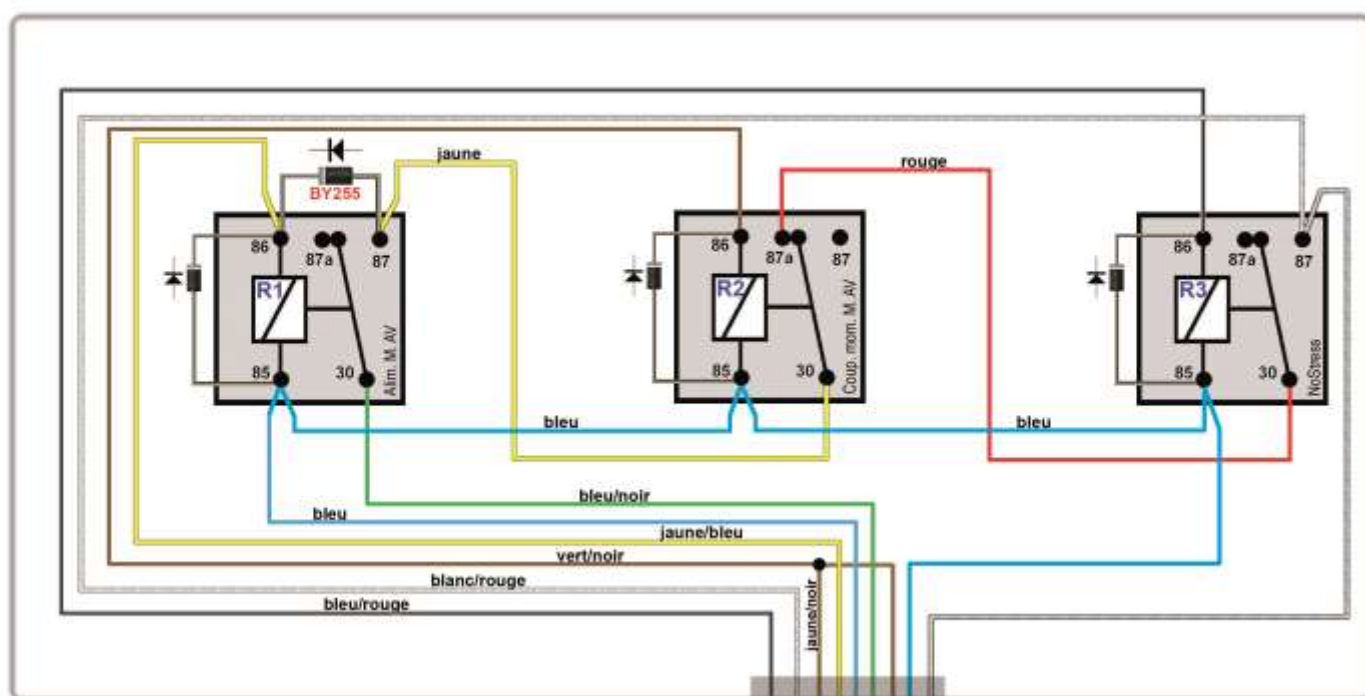 jaune
rouge
BY255
86
87a
87
R1
85
30
Alim. M. AV
86
87a
87
R2
85
30
Coup. mom. M. AV
86
87a
87
R3
85
30
NoStress
bleu
bleu
bleu/noir
bleu
jaune/bleu
vert/noir
blanc/rouge
bleu/rouge
jaune/noir